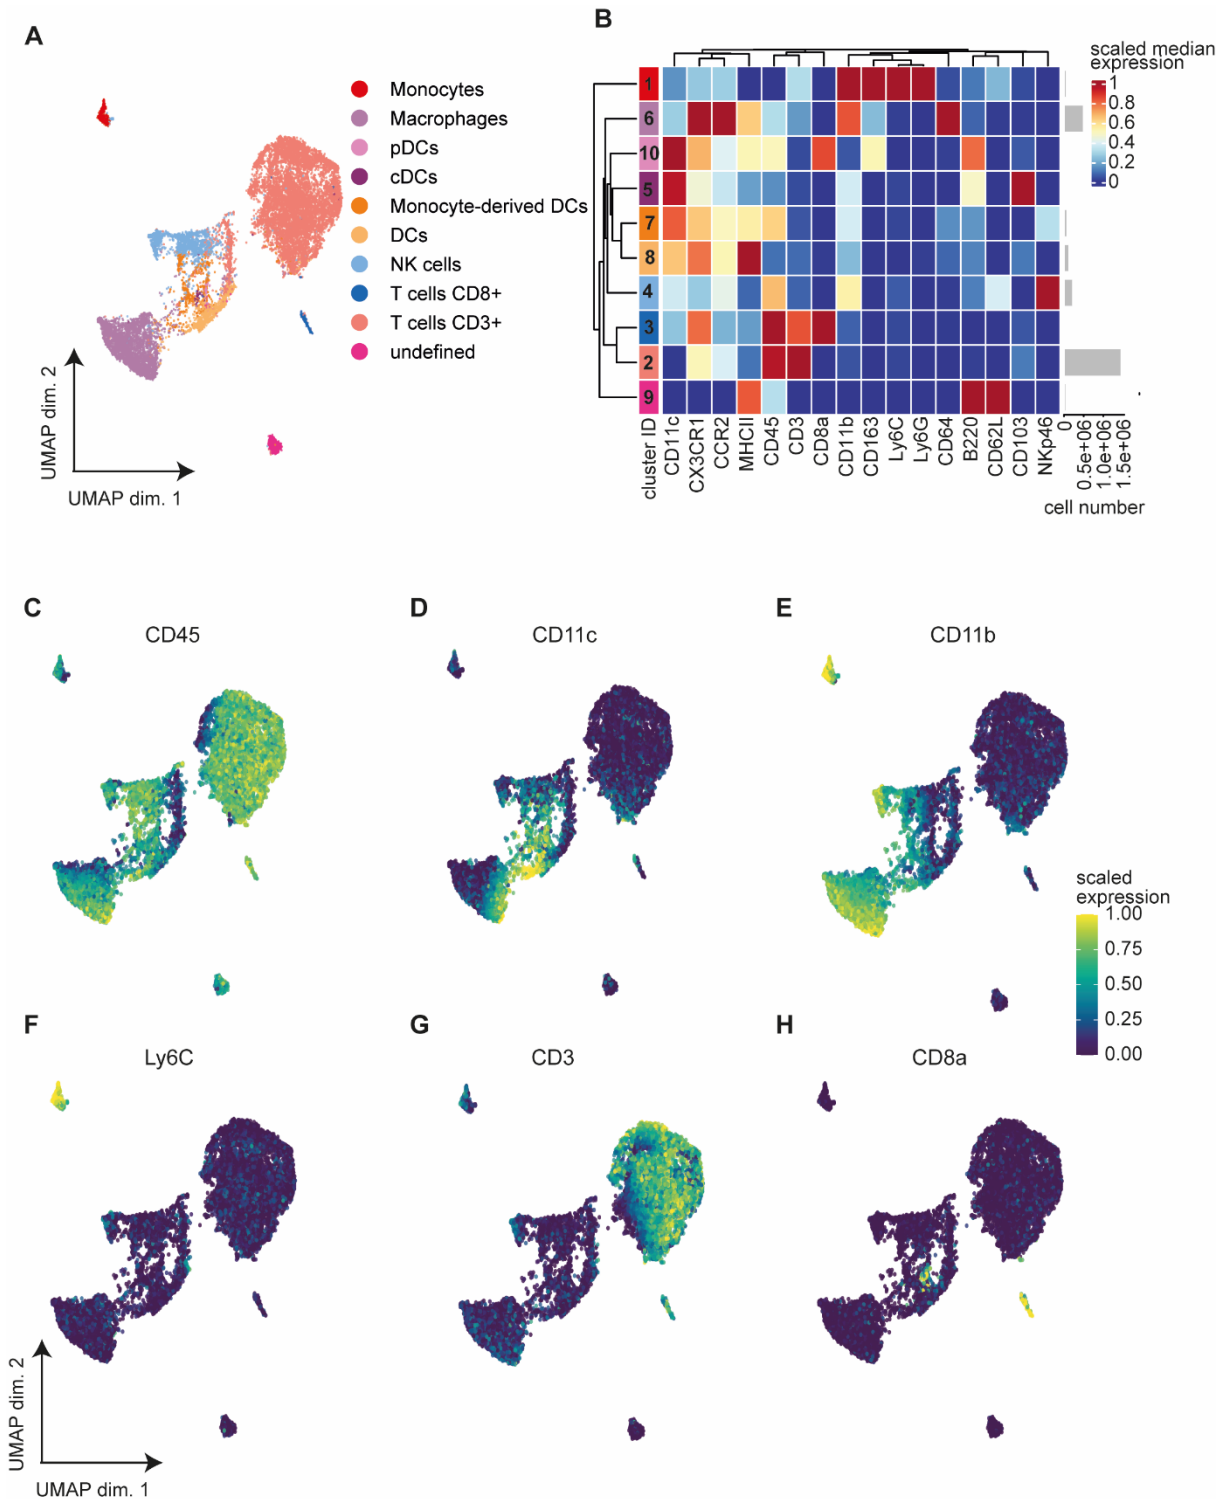 A
Monocytes
Macrophages
pDCs
cDCs
Monocyte-derived DCs
DCs
NK cells
T cells CD8+
T cells CD3+
undefined
UMAP dim. 2
UMAP dim. 1
B
scaled median
expression
1
0.8
0.6
0.4
0.2
0
1
6
10
5
7
8
4
3
2
9
cluster ID
CD11c
CX3CR1
CCR2
MHCII
CD45
CD3
CD8a
CD11b
CD163
Ly6C
Ly6G
CD64
B220
CD62L
CD103
NKp46
0
0.5e+06
1.0e+06
1.5e+06
cell number
C
CD45
D
CD11c
E
CD11b
scaled
expression
1.00
0.75
0.50
0.25
0.00
F
Ly6C
G
CD3
H
CD8a
UMAP dim. 2
UMAP dim. 1